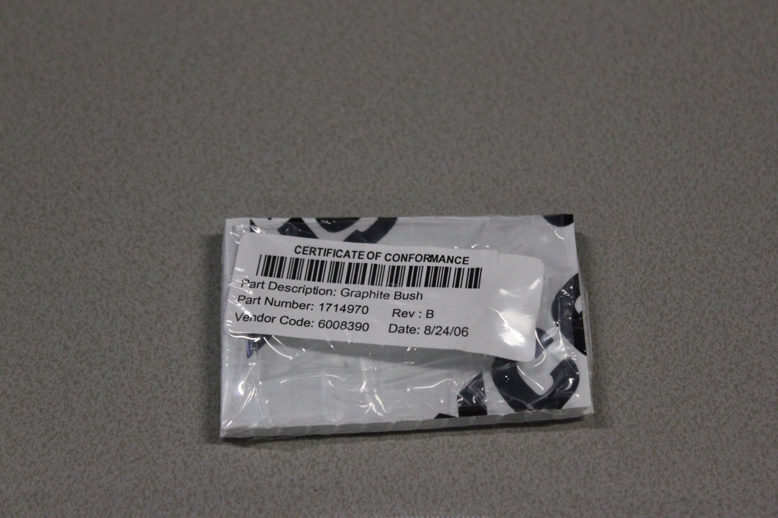 CERTIFICATE OF CONFORMANCE
Part Description: Graphite Bush
Part Number: 1714970 Rev : B
Vendor Code: 6008390 Date: 8/24/06